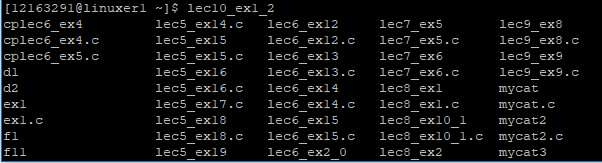 [12163291@linuxer1 ~]$ lec10_ex1_2
cplec6_ex4 lec5_ex14.c lec6_ex12 lec7_ex5 lec9_ex8
cplec6_ex4.c lec5_ex15 lec6_ex12.c lec7_ex5.c lec9_ex8.c
cplec6_ex5.c lec5_ex15.c lec6_ex13 lec7_ex6 lec9_ex9
d1 lec5_ex16 lec6_ex13.c lec7_ex6.c lec9_ex9.c
d2 lec5_ex16 lec6_ex14 lec8_ex1 mycat
ex1 lec5_ex17.c lec6_ex14.c lec8_ex1.c mycat.c
ex1.c lec5_ex18 lec6_ex15 lec8_ex10_1 mycat2
f1 lec5_ex18.c lec6_ex15.c lec8_ex10_1.c mycat2.c
f11 lec5_ex19 lec6_ex2_0 lec8_ex2 mycat3